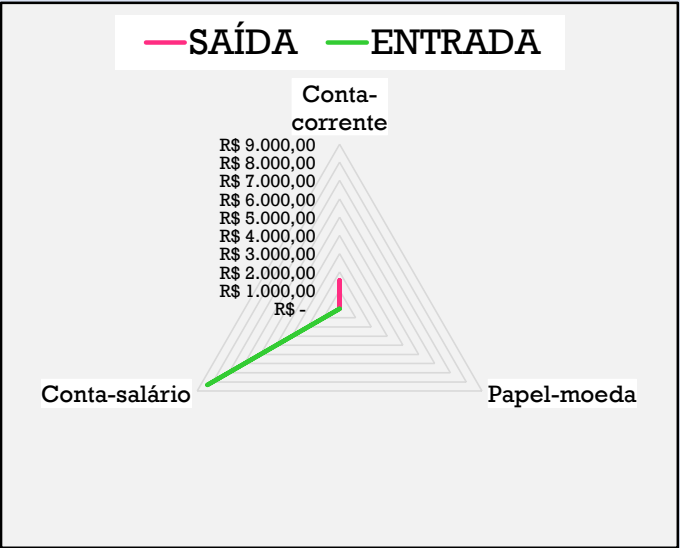 SAÍDA ENTRADA
Conta-
corrente
R$ 9.000,00
R$ 8.000,00
R$ 7.000,00
R$ 6.000,00
R$ 5.000,00
R$ 4.000,00
R$ 3.000,00
R$ 2.000,00
R$ 1.000,00
R$ -
Conta-salário
Papel-moeda